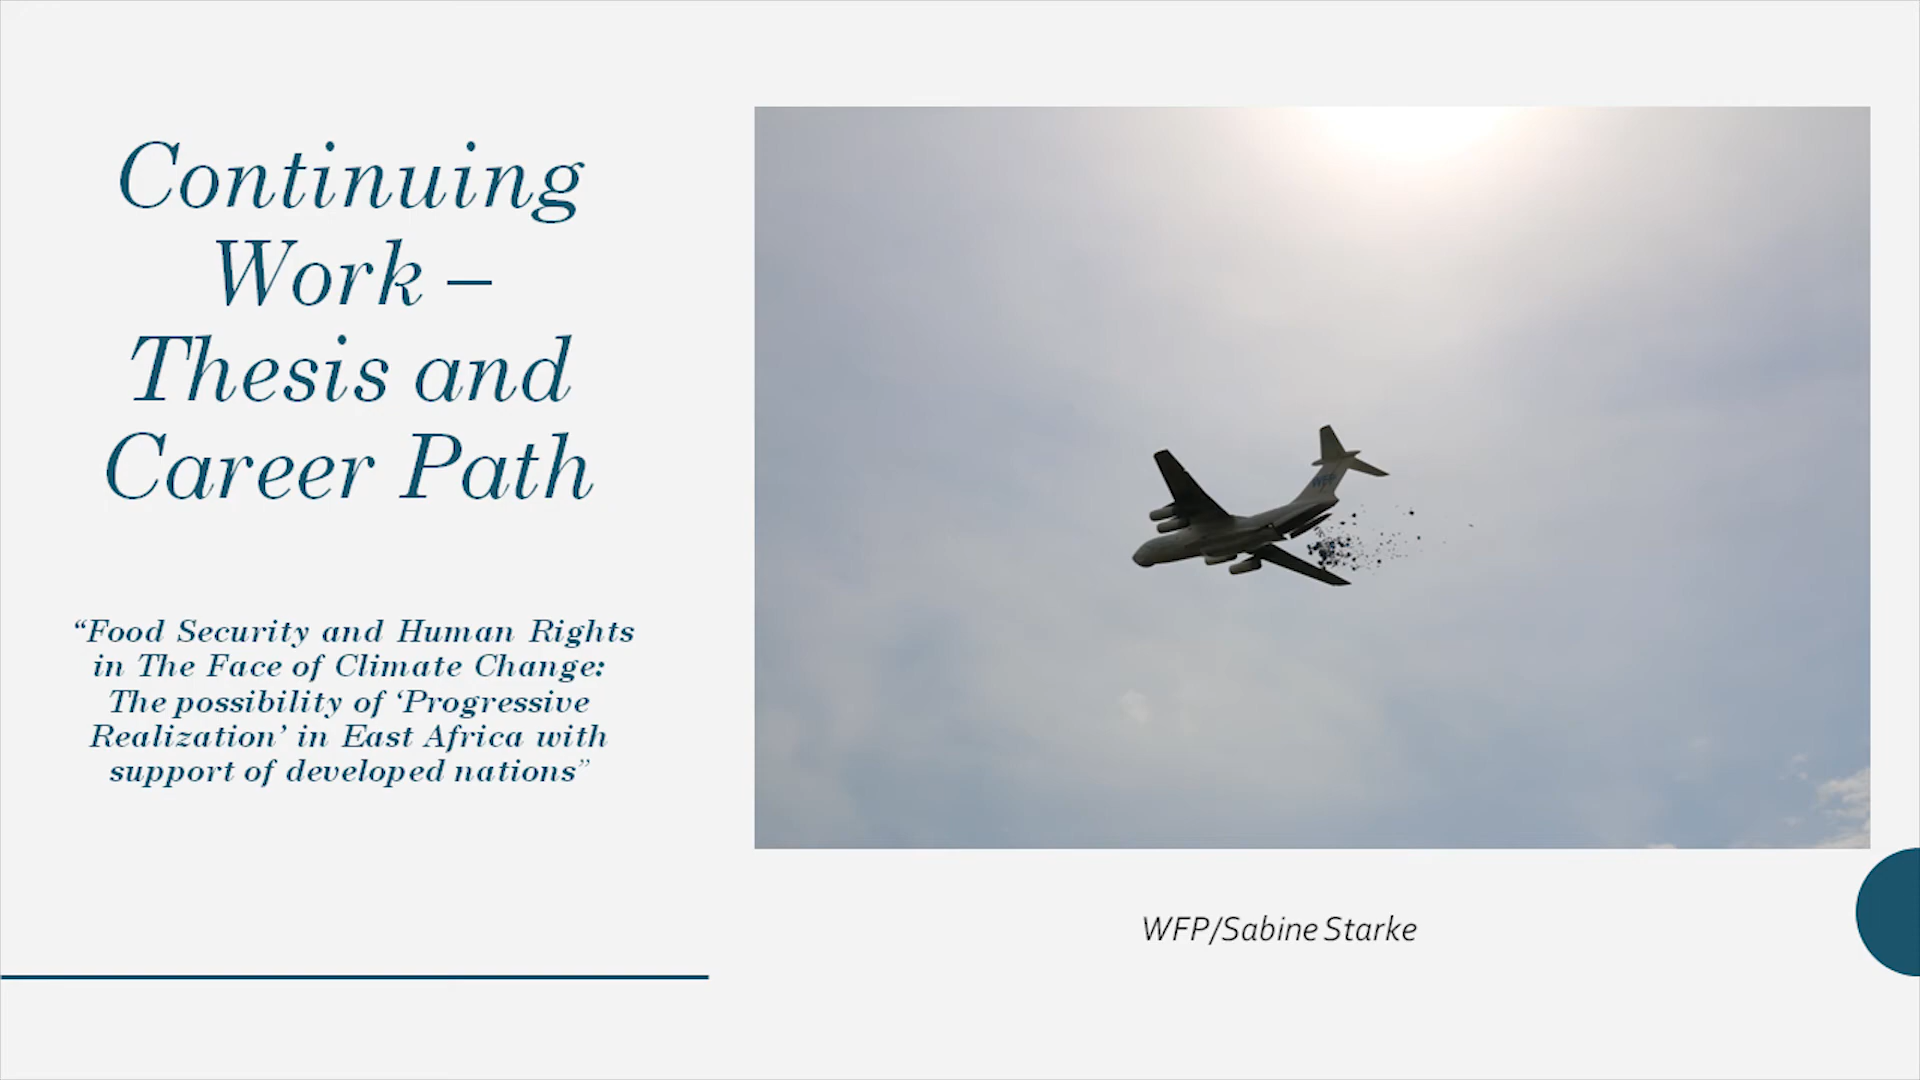 Continuing
Work –
Thesis and
Career Path
“Food Security and Human Rights
in The Face of Climate Change:
The possibility of ‘Progressive
Realization’ in East Africa with
support of developed nations”
WFP
WFP/Sabine Starke